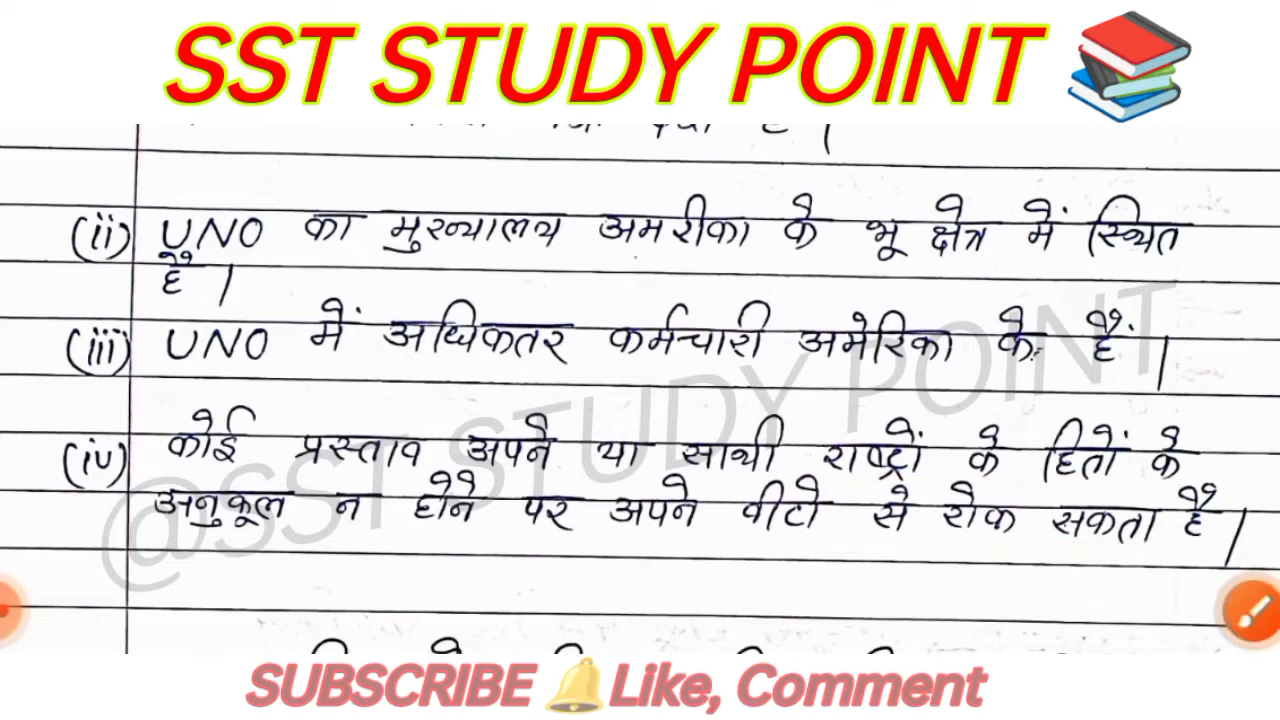 SST STUDY POINT
(ii) UNO का मुख्यालय अमरीका के भू क्षेत्र में स्थित
है।
(iii) UNO में अधिकतर कर्मचारी अमेरिका के हैं।
(iv) कोई प्रस्ताव अपने या साथी राष्ट्रों के हितों के
अनुकूल न होने पर अपने वीटो से रोक सकता है।
@SST STUDY POINT
SUBSCRIBE Like, Comment